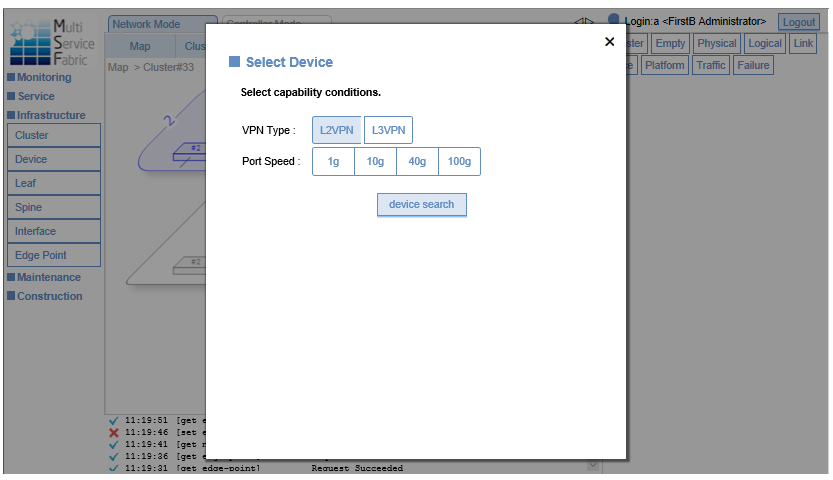 Multi
Service
Fabric
Network Mode
Controller Mode
Login:a <FirstB Administrator>
Logout
Map
Clus
ster
Empty
Physical
Logical
Link
e
Platform
Traffic
Failure
Map > Cluster#33
Monitoring
Service
Infrastructure
Cluster
Device
Leaf
Spine
Interface
Edge Point
Maintenance
Construction
2
#2
#2
Select Device
Select capability conditions.
VPN Type :
L2VPN
L3VPN
Port Speed :
1g
10g
40g
100g
device search
11:19:51 [get e
11:19:46 [set e
11:19:41 [get r
11:19:36 [get e
11:19:31 [get edge-point] Request Succeeded